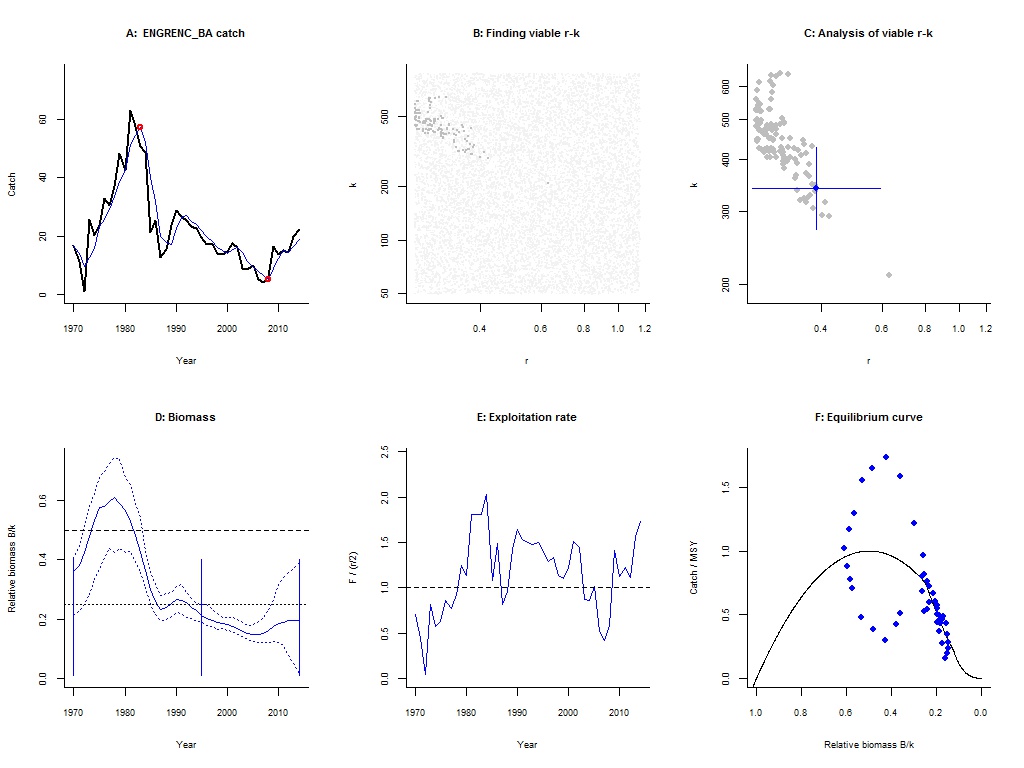 A: ENGRENC_BA catch
Catch
0 20 40 60
1970 1980 1990 2000 2010
Year
B: Finding viable r-k
k
50 100 200 500
0.4 0.6 0.8 1.0 1.2
r
C: Analysis of viable r-k
k
200 300 400 500 600
0.4 0.6 0.8 1.0 1.2
r
D: Biomass
Relative biomass B/k
0.0 0.2 0.4 0.6
1970 1980 1990 2000 2010
Year
E: Exploitation rate
F / (r/2)
0.0 0.5 1.0 1.5 2.0 2.5
1970 1980 1990 2000 2010
Year
F: Equilibrium curve
Catch / MSY
0.0 0.5 1.0 1.5
1.0 0.8 0.6 0.4 0.2 0.0
Relative biomass B/k